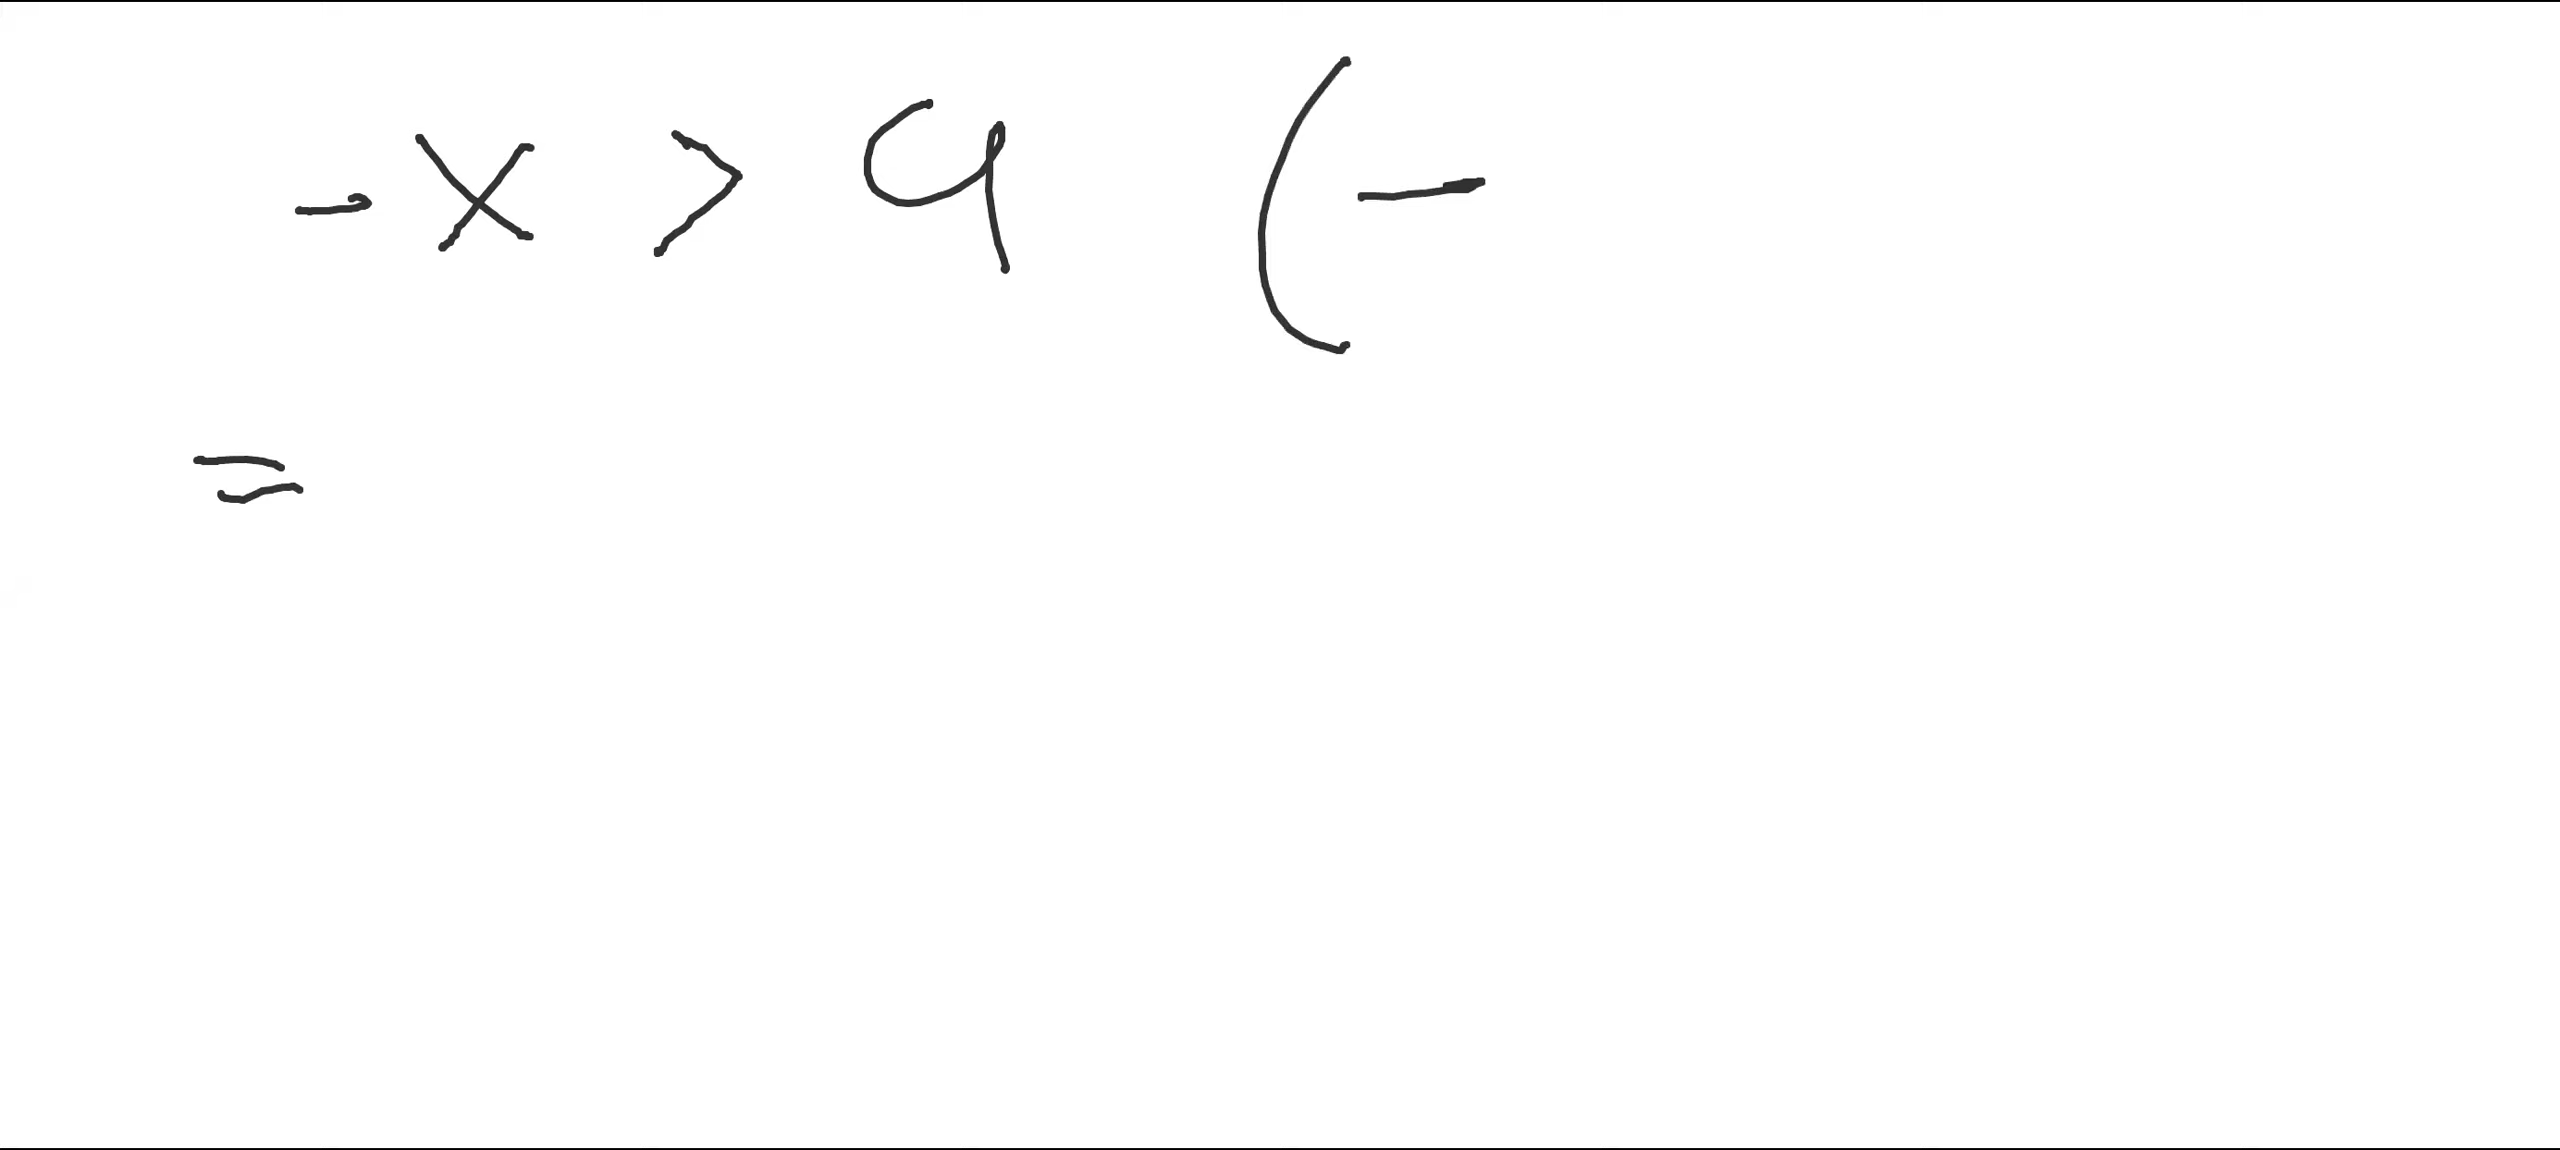 -x > 4 (-
=